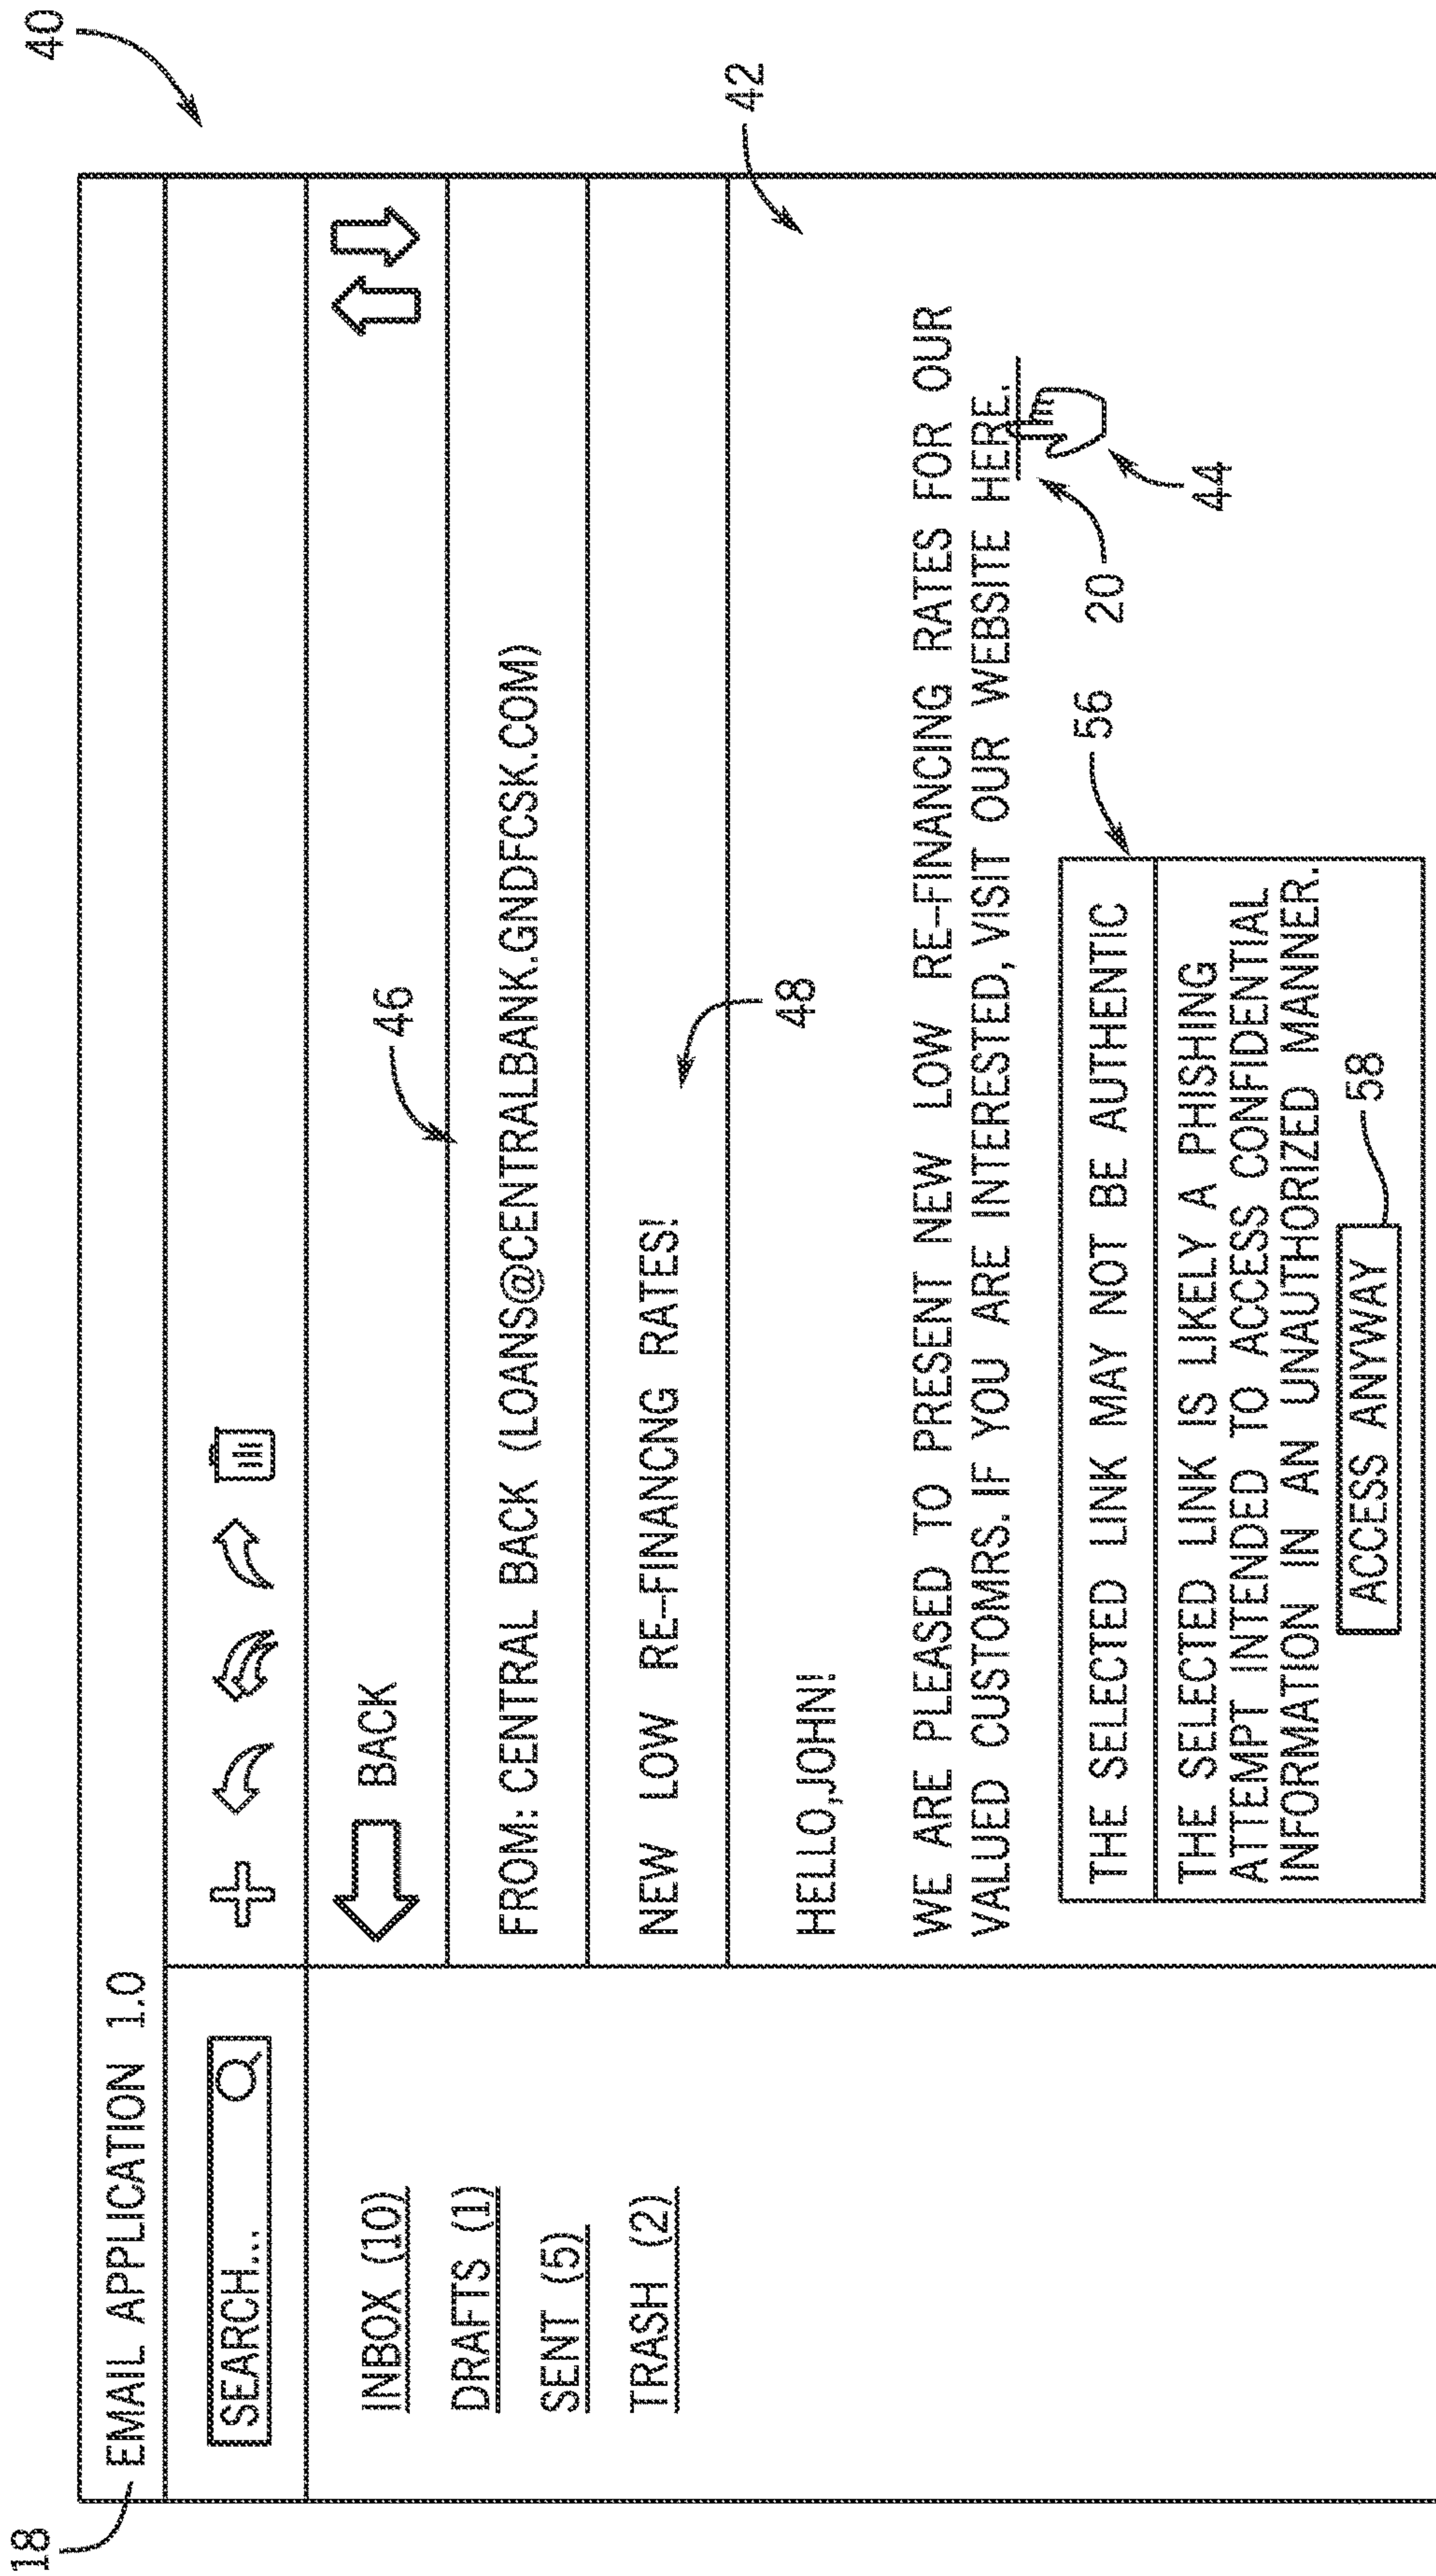 40
18
EMAIL APPLICATION 1.0
SEARCH...
BACK
INBOX (10)
DRAFTS (1)
SENT (5)
TRASH (2)
46
FROM: CENTRAL BACK (LOANS@CENTRALBANK.GNDFCSK.COM)
NEW LOW RE-FINANCNG RATES!
48
42
HELLO,JOHN!
WE ARE PLEASED TO PRESENT NEW LOW RE-FINANCING RATES FOR OUR
VALUED CUSTOMRS. IF YOU ARE INTERESTED, VISIT OUR WEBSITE HERE.
20
44
56
THE SELECTED LINK MAY NOT BE AUTHENTIC
THE SELECTED LINK IS LIKELY A PHISHING
ATTEMPT INTENDED TO ACCESS CONFIDENTIAL
INFORMATION IN AN UNAUTHORIZED MANNER.
ACCESS ANYWAY
58